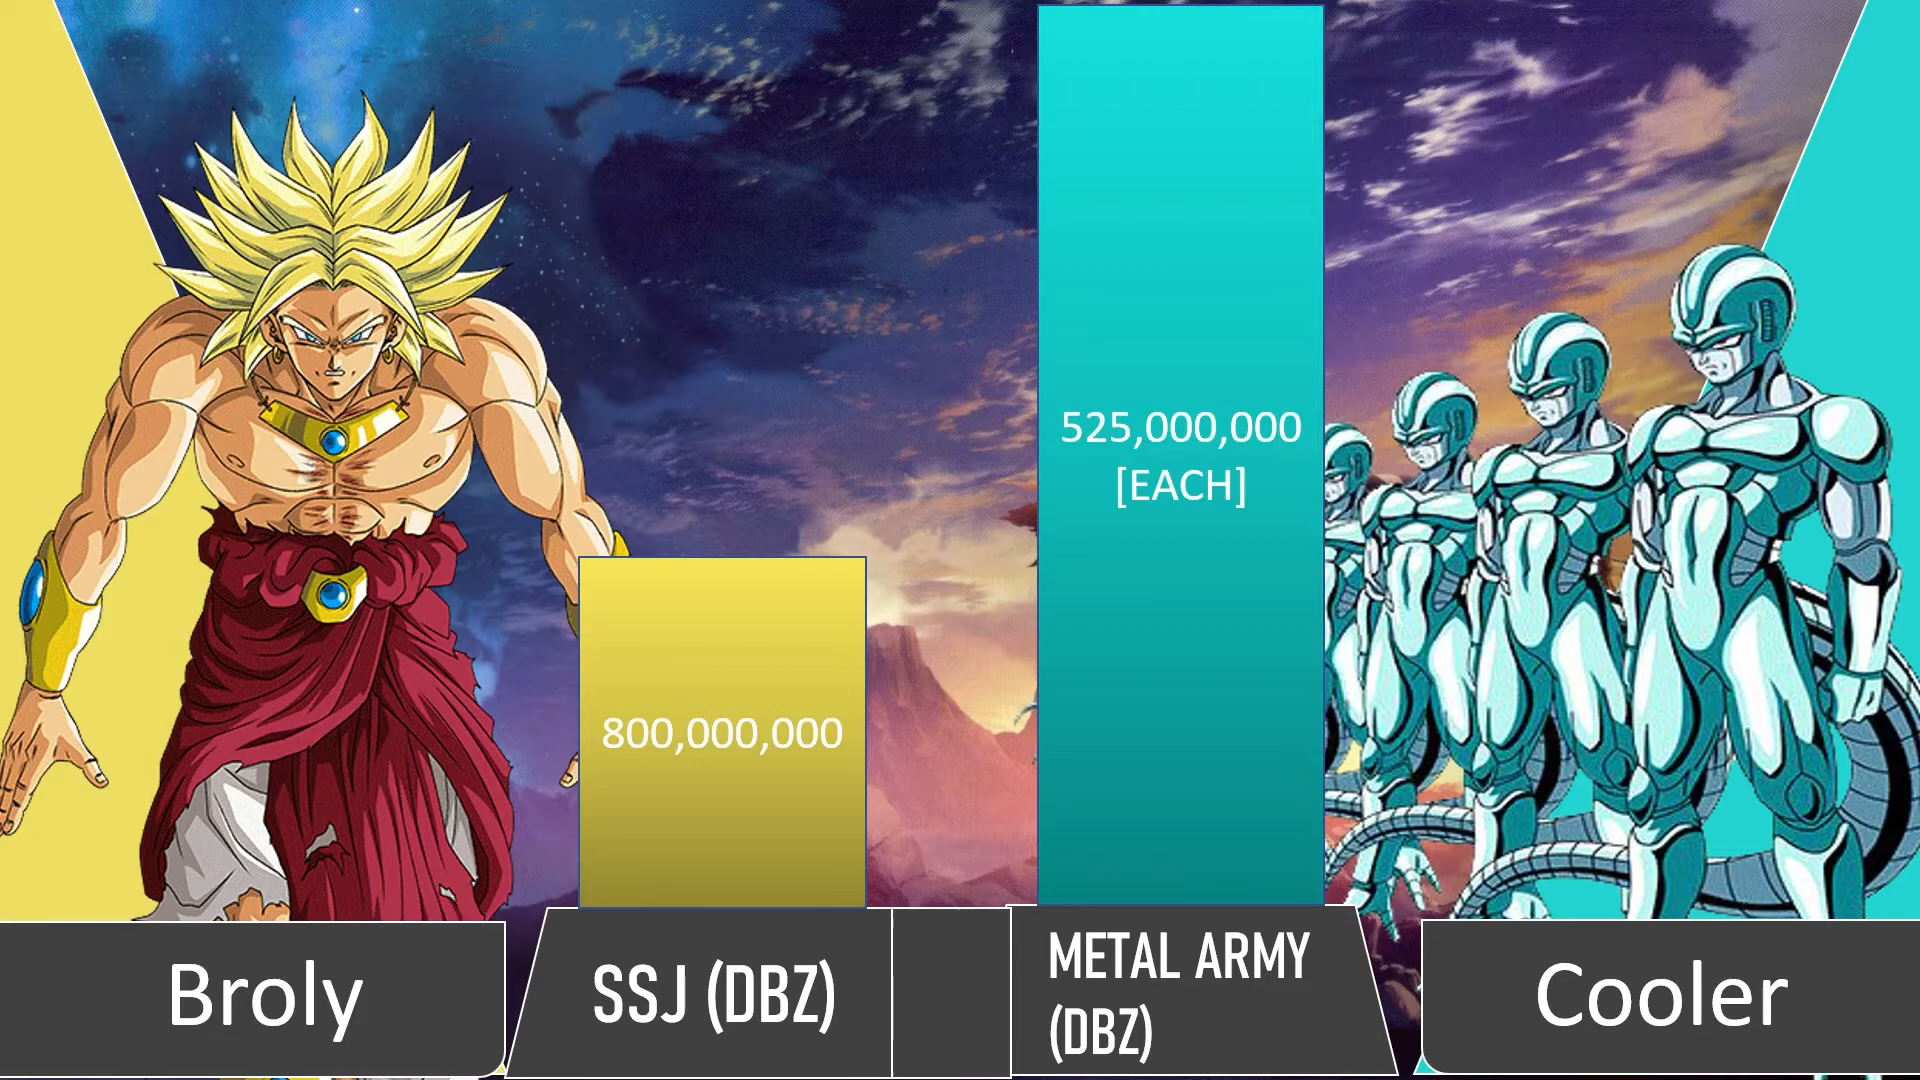 525,000,000
[EACH]
800,000,000
Broly
SSJ (DBZ)
METAL ARMY
(DBZ)
Cooler